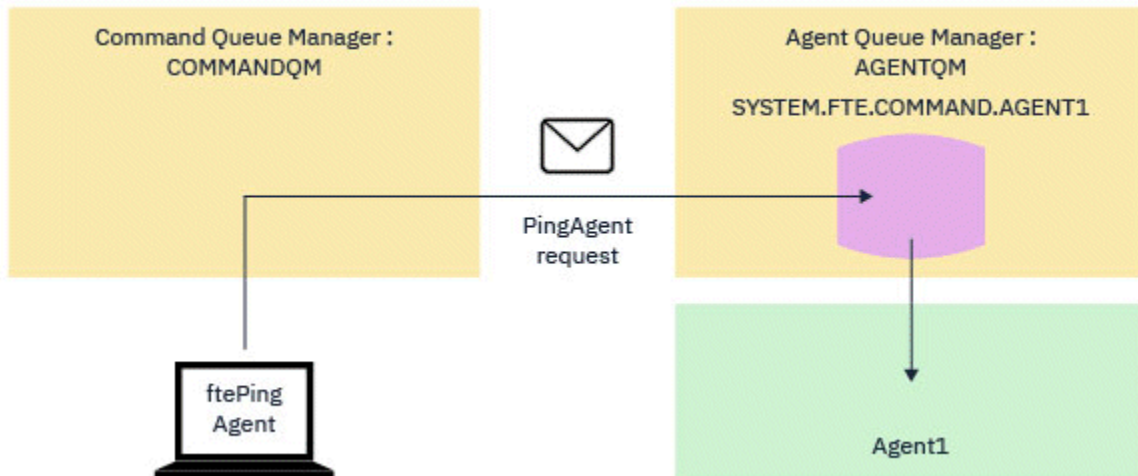 Command Queue Manager :
COMMANDQM
Agent Queue Manager :
AGENTQM
SYSTEM.FTE.COMMAND.AGENT1
PingAgent
request
ftePing
Agent
Agent1